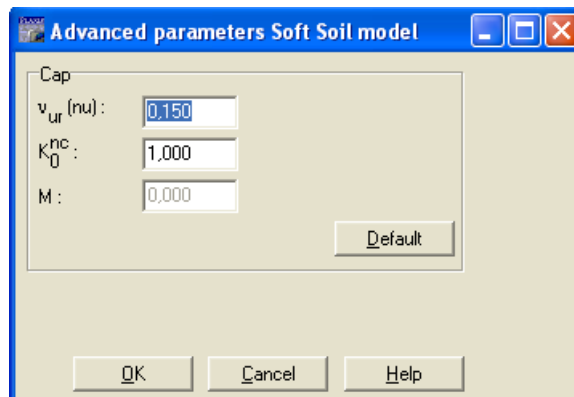 Advanced parameters Soft Soil model
Cap
νur (nu) : 0,150
K0nc : 1,000
M : 0,000
Default
OK Cancel Help